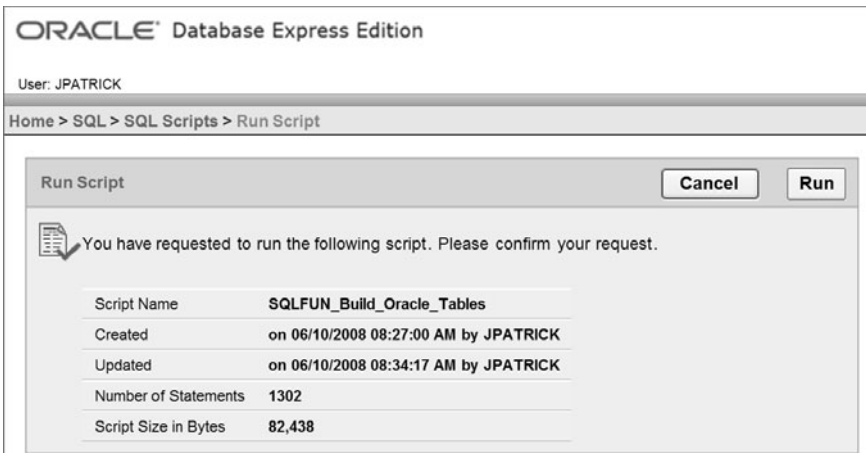 ORACLE® Database Express Edition
User: JPATRICK
Home > SQL > SQL Scripts > Run Script
Run Script Cancel Run
You have requested to run the following script. Please confirm your request.
Script Name SQLFUN_Build_Oracle_Tables
Created on 06/10/2008 08:27:00 AM by JPATRICK
Updated on 06/10/2008 08:34:17 AM by JPATRICK
Number of Statements 1302
Script Size in Bytes 82,438